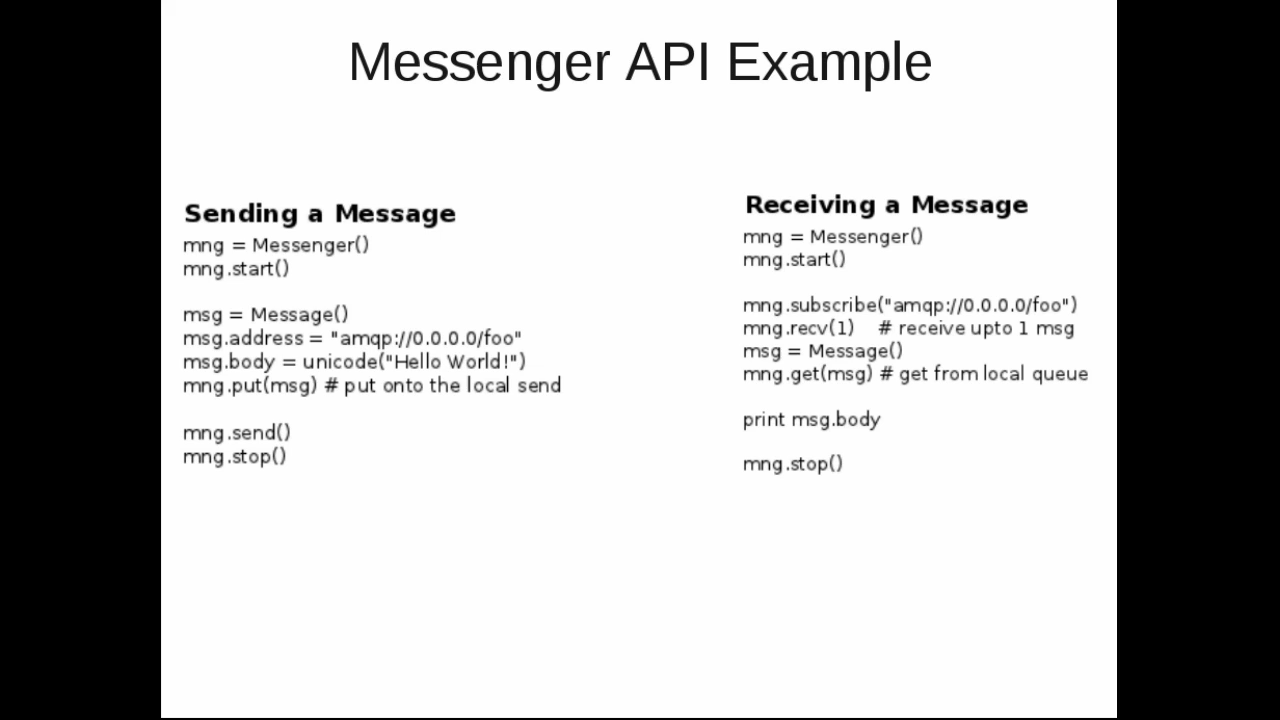 Messenger API Example
Sending a Message
mng = Messenger()
mng.start()
msg = Message()
msg.address = "amqp://0.0.0.0/foo"
msg.body = unicode("Hello World!")
mng.put(msg) # put onto the local send
mng.send()
mng.stop()
Receiving a Message
mng = Messenger()
mng.start()
mng.subscribe("amqp://0.0.0.0/foo")
mng.recv(1)    # receive upto 1 msg
msg = Message()
mng.get(msg) # get from local queue
print msg.body
mng.stop()